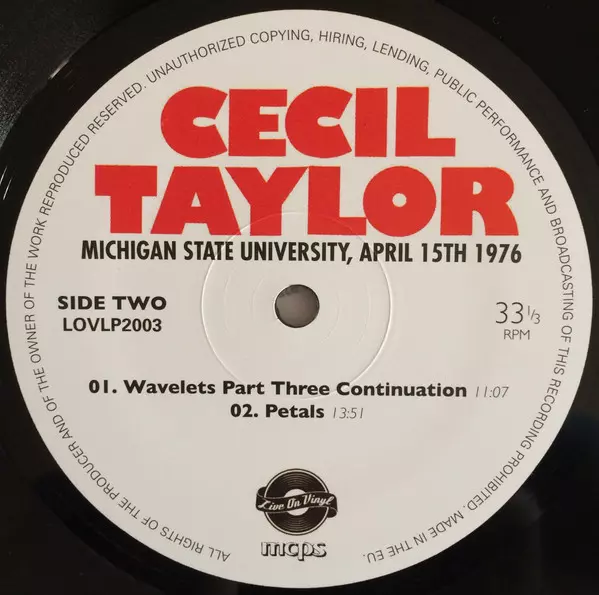 ALL RIGHTS OF THE PRODUCER AND OF THE OWNER OF THE WORK REPRODUCED RESERVED. UNAUTHORIZED COPYING, HIRING, LENDING, PUBLIC PERFORMANCE AND BROADCASTING OF THIS RECORDING PROHIBITED. MADE IN THE EU.
CECIL
TAYLOR
MICHIGAN STATE UNIVERSITY, APRIL 15TH 1976
SIDE TWO
LOVLP2003
33 1/3
RPM
01. Wavelets Part Three Continuation 11:07
02. Petals 13:51
Live On Vinyl
mcps